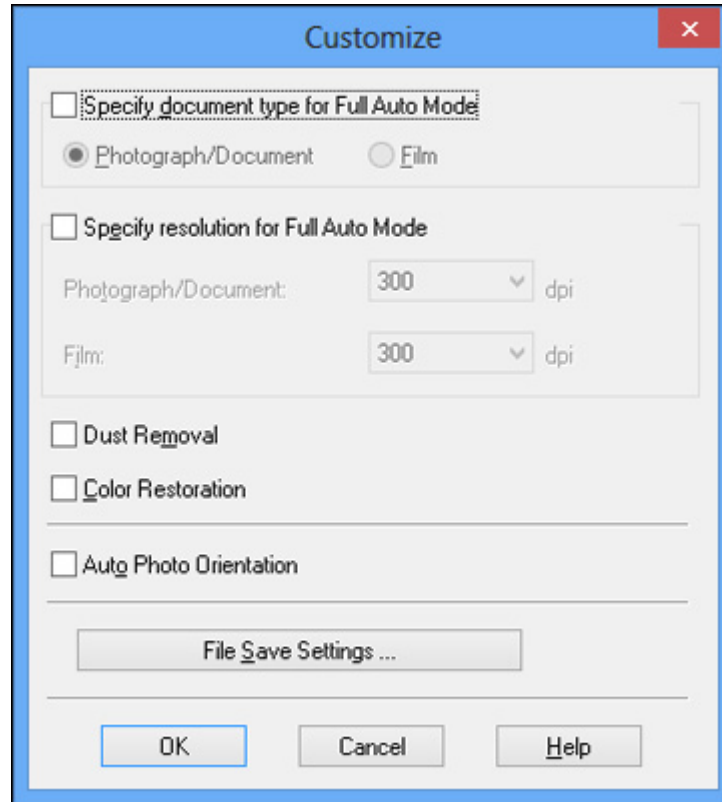 Customize
Specify document type for Full Auto Mode
Photograph/Document Film
Specify resolution for Full Auto Mode
Photograph/Document: 300 dpi
Film: 300 dpi
Dust Removal
Color Restoration
Auto Photo Orientation
File Save Settings ...
OK Cancel Help